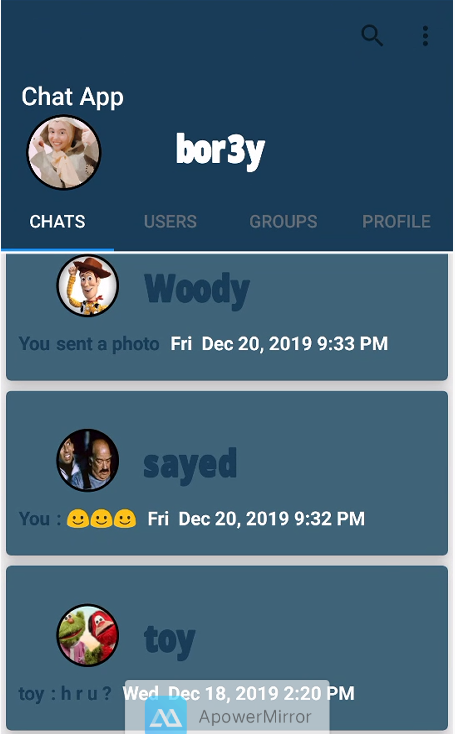 Chat App
bor3y
CHATS USERS GROUPS PROFILE
Woody
You sent a photo Fri Dec 20, 2019 9:33 PM
sayed
You : 🙂🙂🙂 Fri Dec 20, 2019 9:32 PM
toy
toy : h r u ? Wed Dec 18, 2019 2:20 PM
ApowerMirror